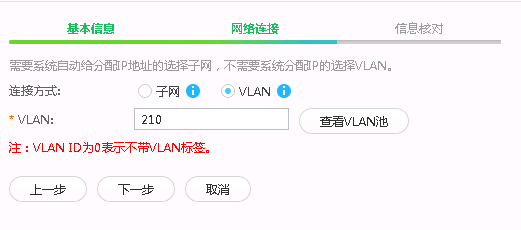 基本信息 网络连接 信息核对
需要系统自动给分配IP地址的选择子网，不需要系统分配IP的选择VLAN。
连接方式: 子网 VLAN
* VLAN: 210 查看VLAN池
注：VLAN ID为0表示不带VLAN标签。
上一步 下一步 取消